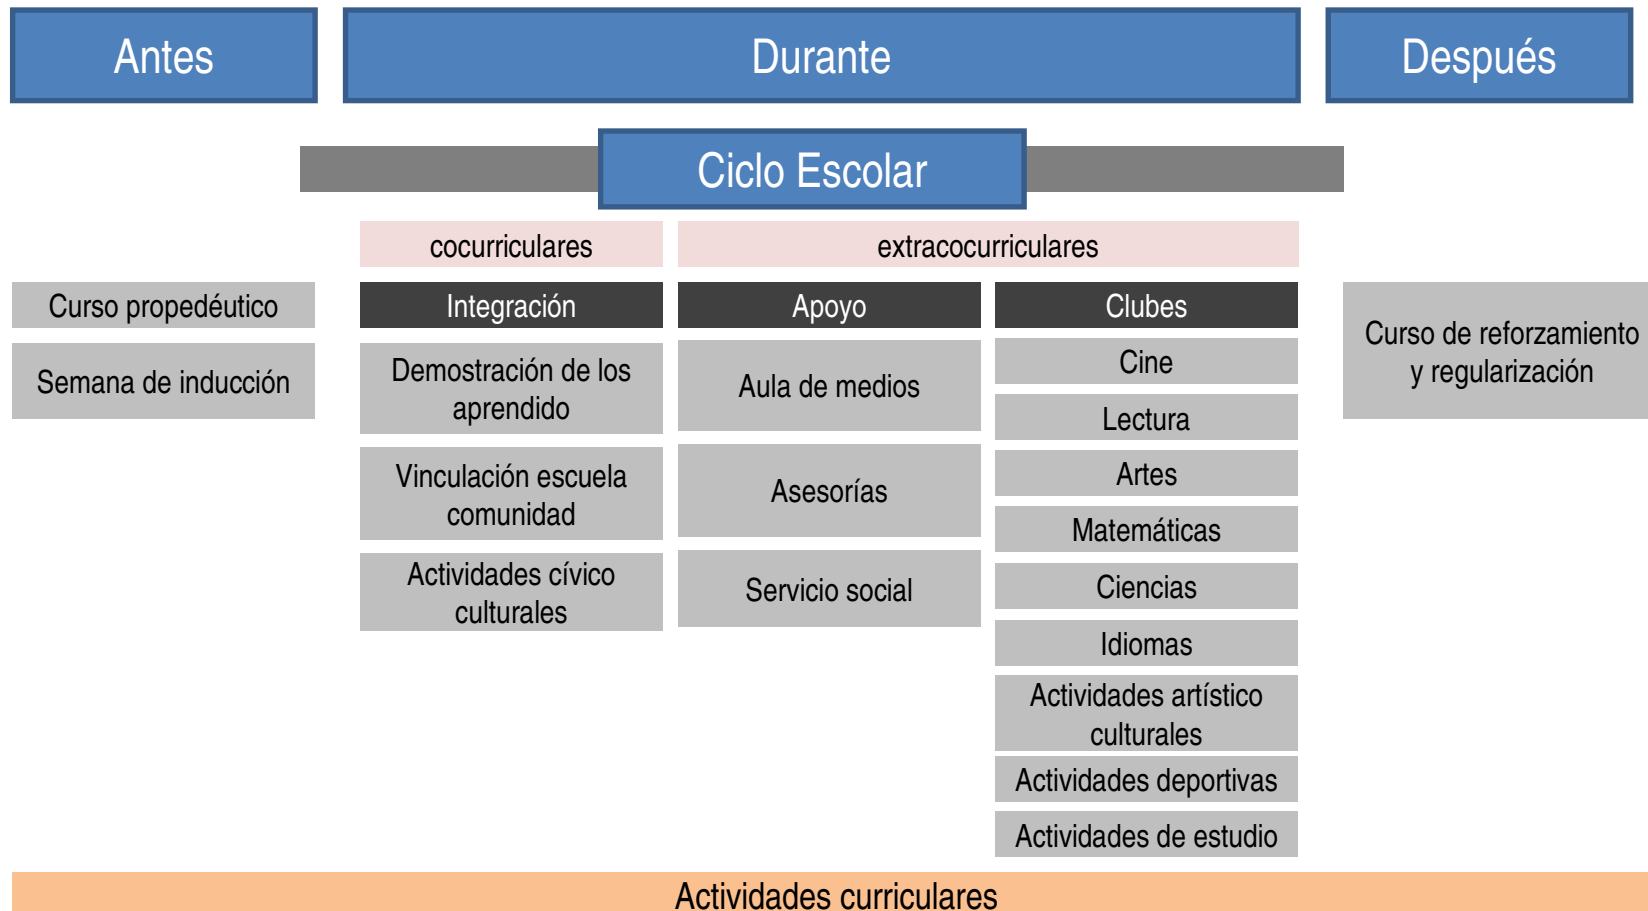 Antes
Durante
Después
Ciclo Escolar
cocurriculares
extracocurriculares
Curso propedéutico
Semana de inducción
Integración
Demostración de los
aprendido
Vinculación escuela
comunidad
Actividades cívico
culturales
Apoyo
Aula de medios
Asesorías
Servicio social
Clubes
Cine
Lectura
Artes
Matemáticas
Ciencias
Idiomas
Actividades artístico
culturales
Actividades deportivas
Actividades de estudio
Curso de reforzamiento
y regularización
Actividades curriculares